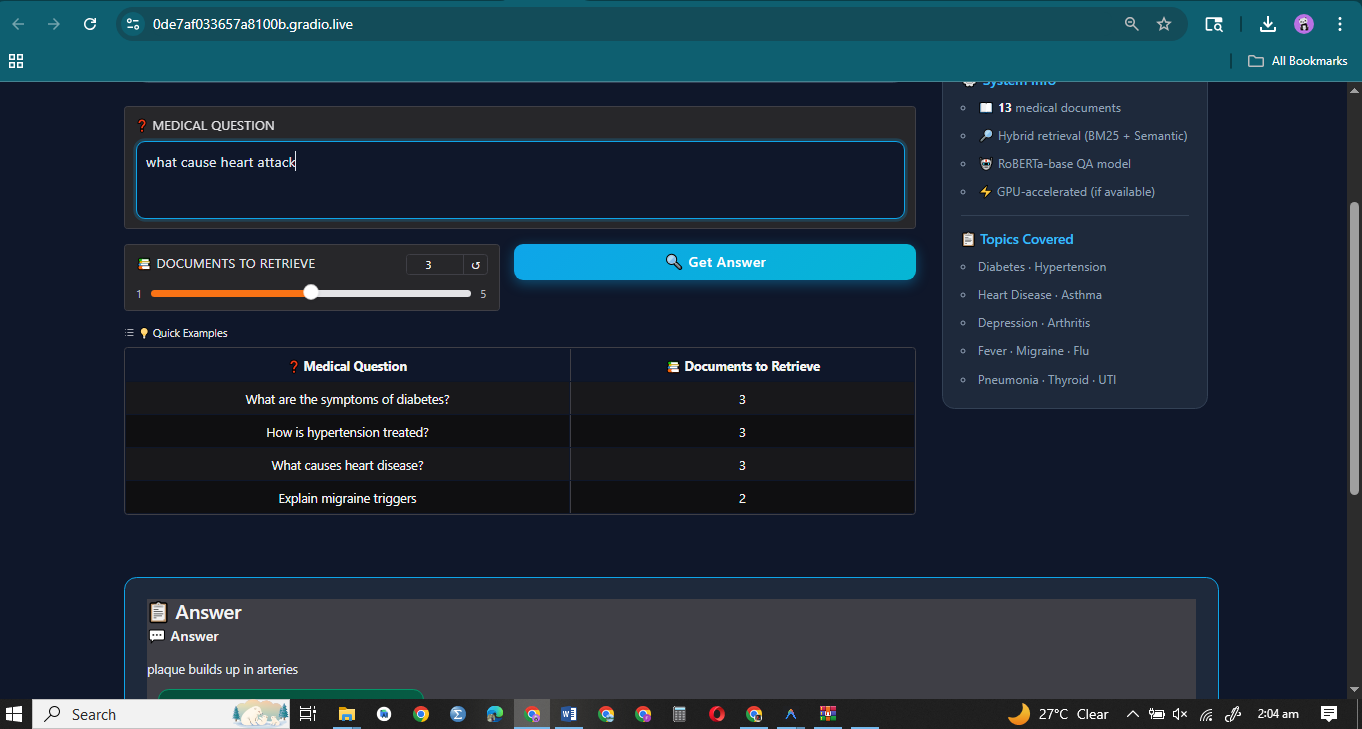 0de7af033657a8100b.gradio.live
All Bookmarks
System Info
13 medical documents
Hybrid retrieval (BM25 + Semantic)
RoBERTa-base QA model
GPU-accelerated (if available)
Topics Covered
Diabetes · Hypertension
Heart Disease · Asthma
Depression · Arthritis
Fever · Migraine · Flu
Pneumonia · Thyroid · UTI
MEDICAL QUESTION
what cause heart attack
DOCUMENTS TO RETRIEVE 3
1 5
Get Answer
Quick Examples
Medical Question Documents to Retrieve
What are the symptoms of diabetes? 3
How is hypertension treated? 3
What causes heart disease? 3
Explain migraine triggers 2
Answer
Answer
plaque builds up in arteries
Search
27°C Clear
2:04 am